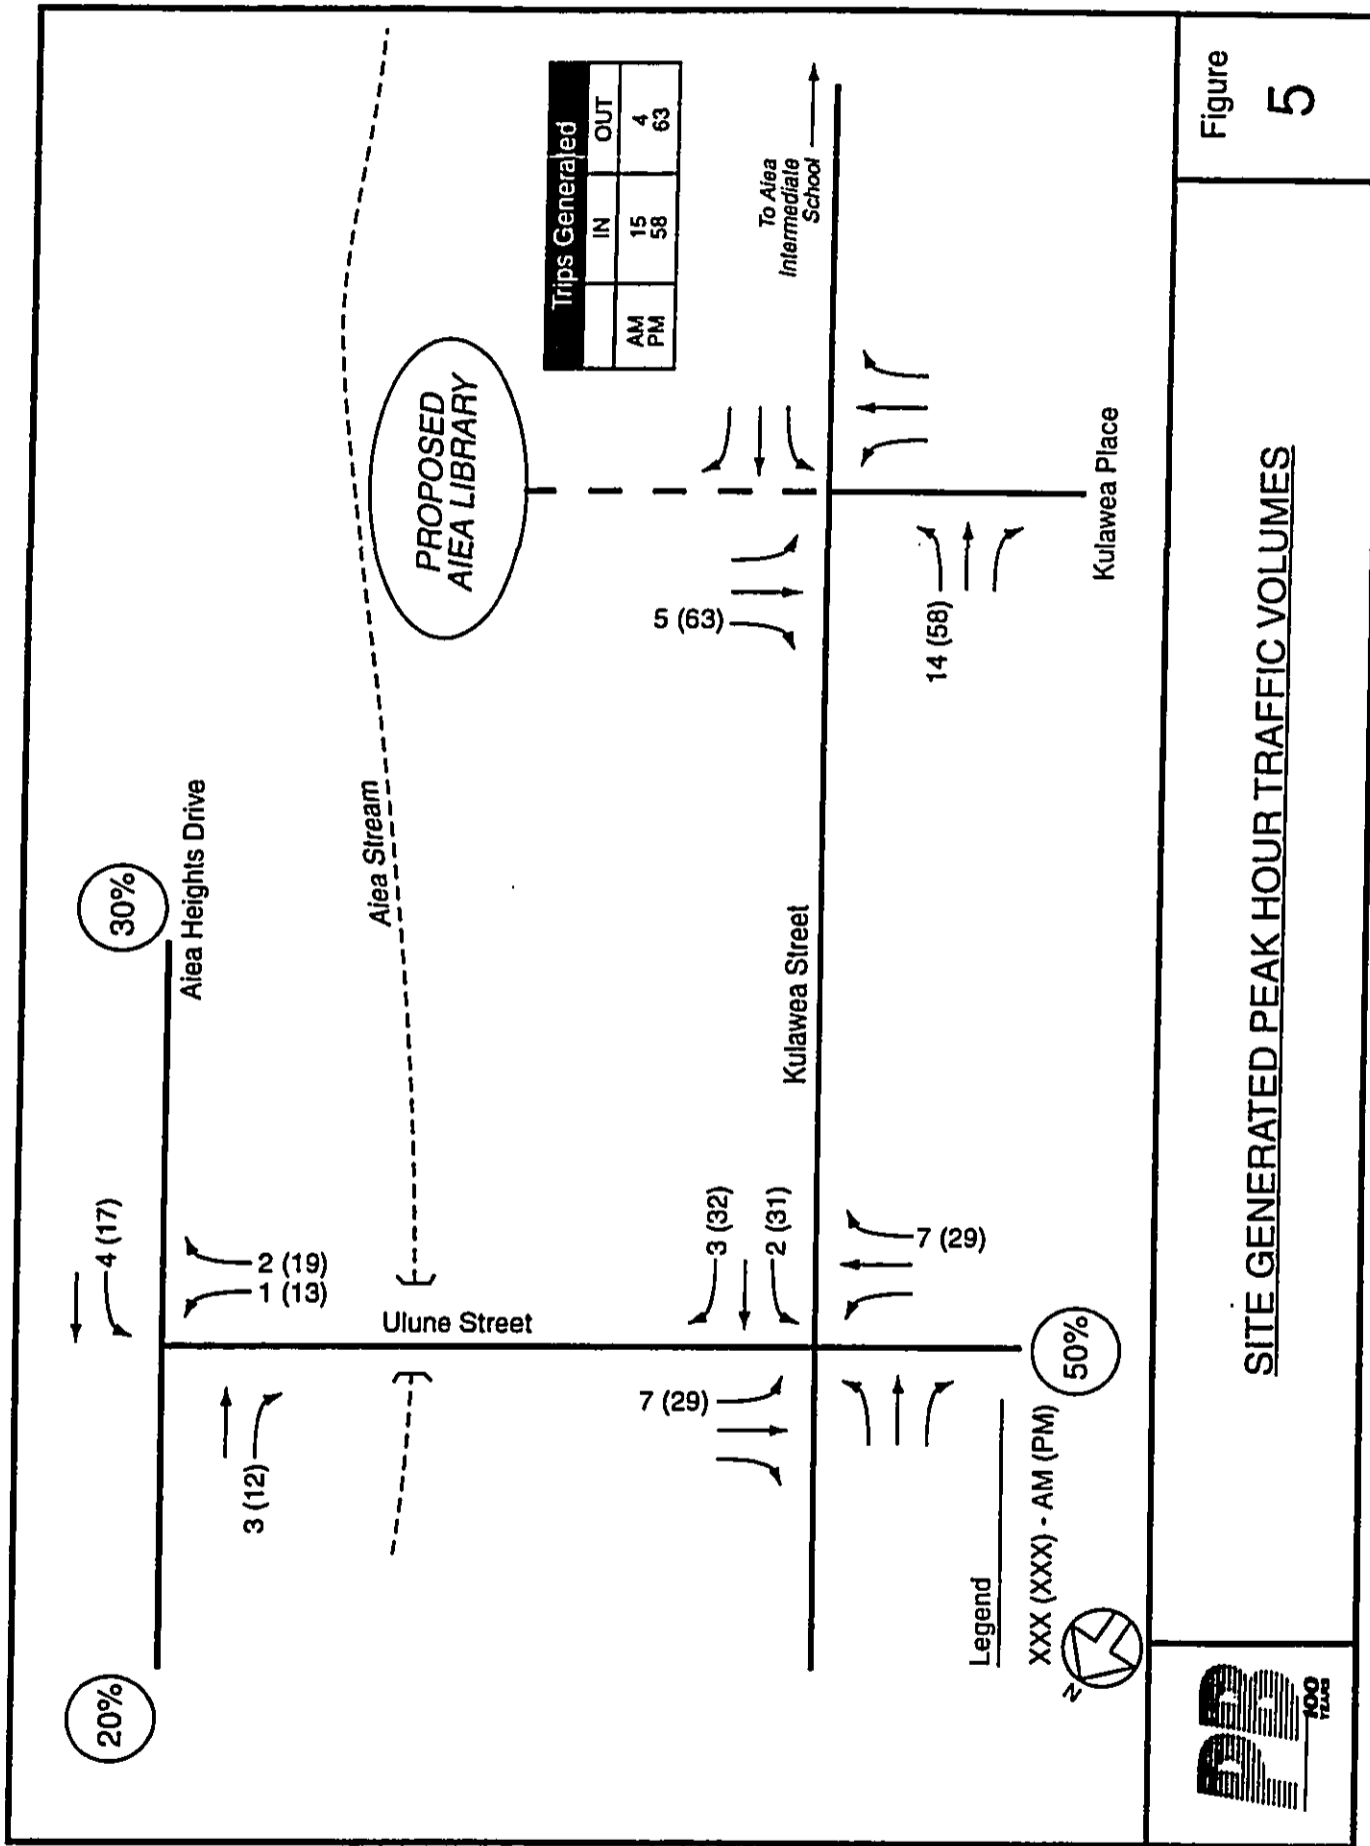 20%
30%
Aiea Heights Drive
4 (17)
3 (12)
2 (19)
1 (13)
Aiea Stream
Ulune Street
PROPOSED
AIEA LIBRARY
Trips Generated
IN OUT
AM 15 4
PM 58 63
To Aiea
Intermediate
School
7 (29)
3 (32)
2 (31)
5 (63)
Kulawea Street
7 (29)
14 (58)
Kulawea Place
50%
Legend
XXX (XXX) - AM (PM)
N
PB
100
YEARS
SITE GENERATED PEAK HOUR TRAFFIC VOLUMES
Figure
5